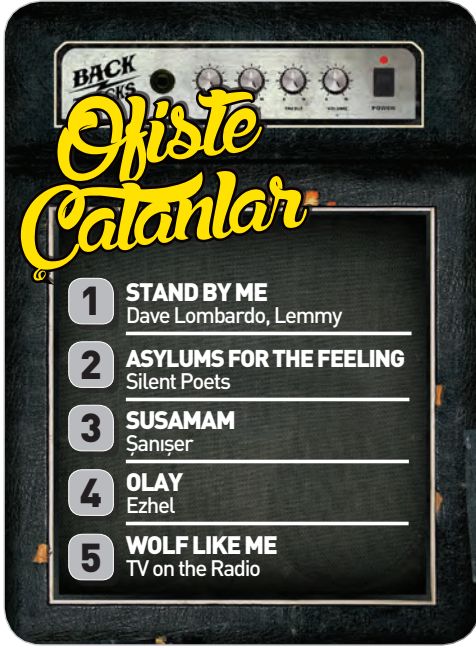 BACK
TREBLE
VOLUME
POWER
Ofiste
Çalanlar
1
STAND BY ME
Dave Lombardo, Lemmy
2
ASYLUMS FOR THE FEELING
Silent Poets
3
SUSAMAM
Şanışer
4
OLAY
Ezhel
5
WOLF LIKE ME
TV on the Radio